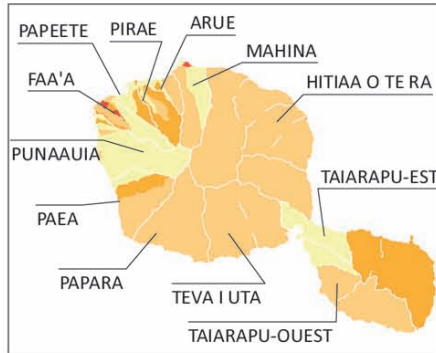 PAPEETE
PIRAE
ARUE
MAHINA
FAA'A
HITIAA O TE RA
PUNAAUIA
TAIARAPU-EST
PAEA
PAPARA
TEVA I UTA
TAIARAPU-OUEST